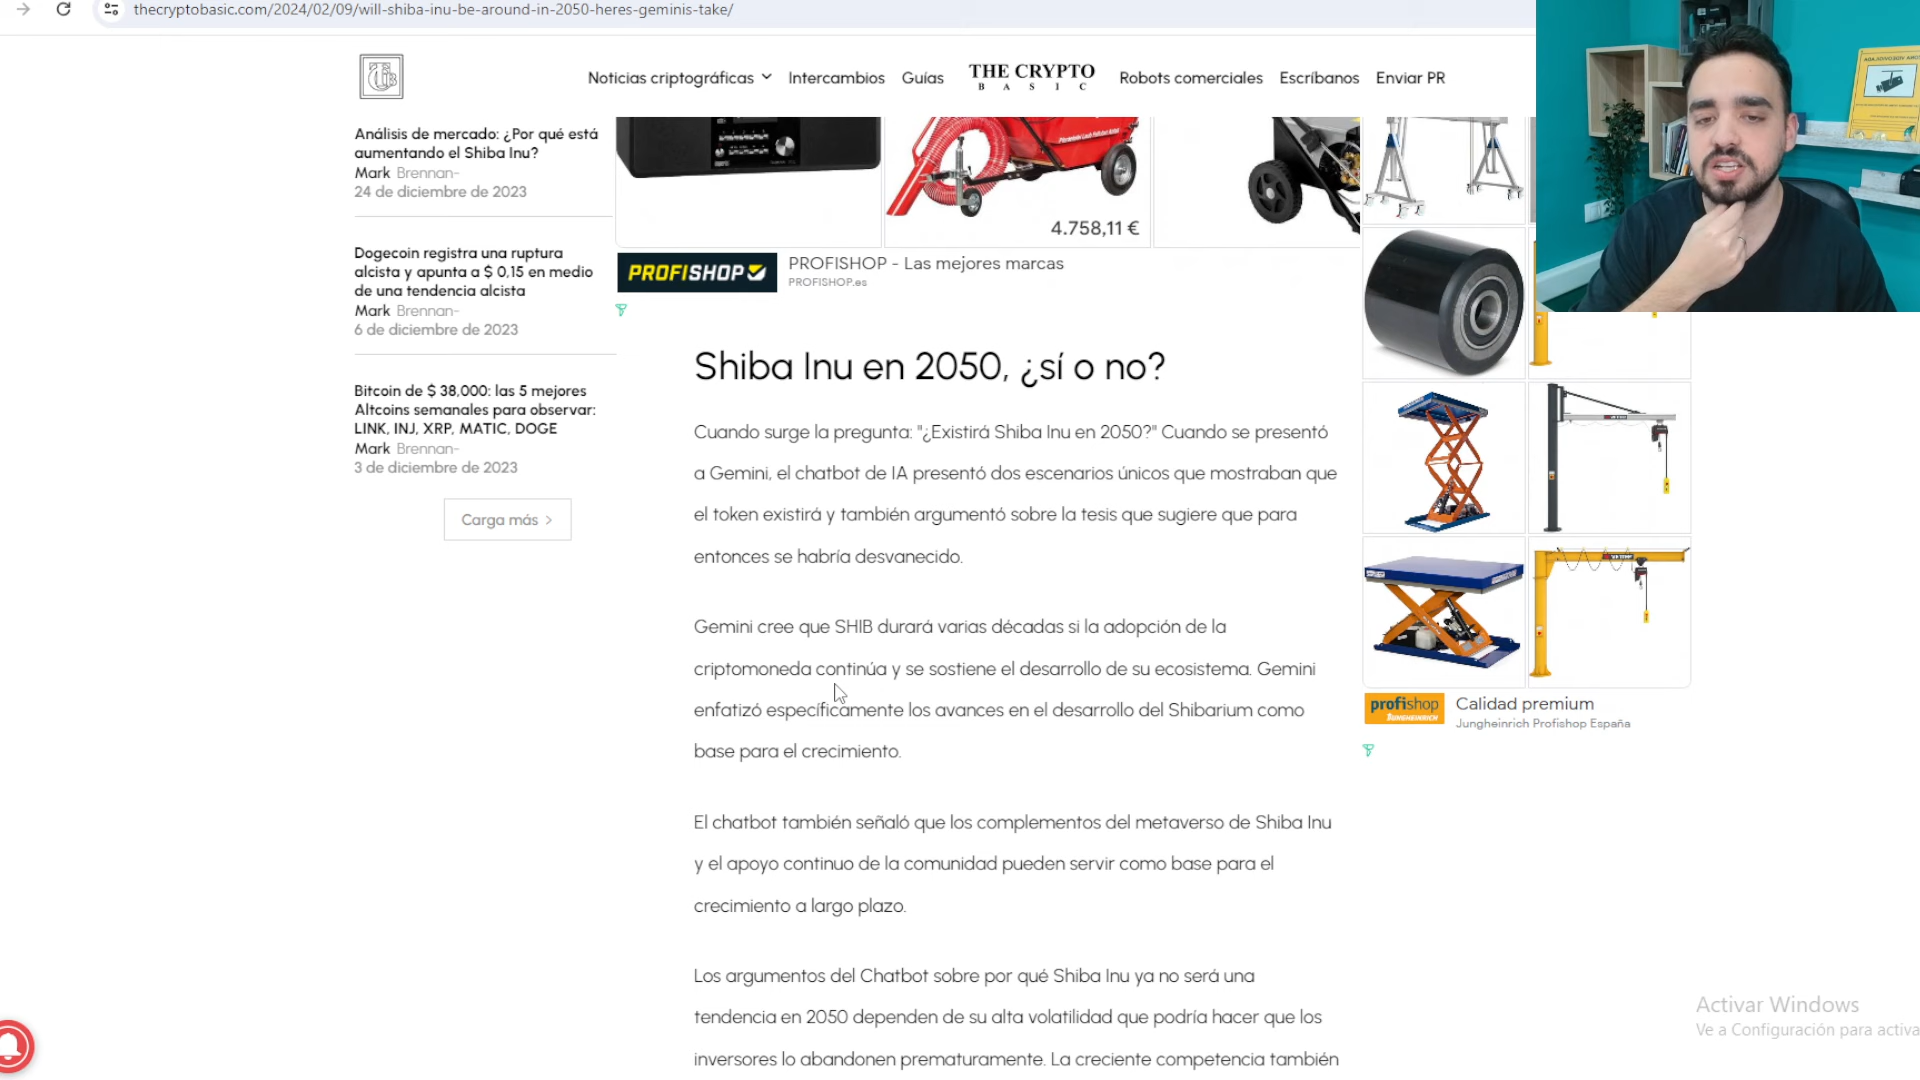 thecryptobasic.com/2024/02/09/will-shiba-inu-be-around-in-2050-heres-geminis-take/
Noticias criptográficas
Intercambios
Guías
THE CRYPTO
BASIC
Robots comerciales
Escríbanos
Enviar PR
Análisis de mercado: ¿Por qué está
aumentando el Shiba Inu?
Mark Brennan-
24 de diciembre de 2023
Dogecoin registra una ruptura
alcista y apunta a $ 0,15 en medio
de una tendencia alcista
Mark Brennan-
6 de diciembre de 2023
Bitcoin de $ 38,000: las 5 mejores
Altcoins semanales para observar:
LINK, INJ, XRP, MATIC, DOGE
Mark Brennan-
3 de diciembre de 2023
Carga más >
4.758,11 €
PROFISHOP
PROFISHOP - Las mejores marcas
PROFISHOP.es
Shiba Inu en 2050, ¿sí o no?
Cuando surge la pregunta: "¿Existirá Shiba Inu en 2050?" Cuando se presentó
a Gemini, el chatbot de IA presentó dos escenarios únicos que mostraban que
el token existirá y también argumentó sobre la tesis que sugiere que para
entonces se habría desvanecido.
Gemini cree que SHIB durará varias décadas si la adopción de la
criptomoneda continúa y se sostiene el desarrollo de su ecosistema. Gemini
enfatizó específicamente los avances en el desarrollo del Shibarium como
base para el crecimiento.
El chatbot también señaló que los complementos del metaverso de Shiba Inu
y el apoyo continuo de la comunidad pueden servir como base para el
crecimiento a largo plazo.
Los argumentos del Chatbot sobre por qué Shiba Inu ya no será una
tendencia en 2050 dependen de su alta volatilidad que podría hacer que los
inversores lo abandonen prematuramente. La creciente competencia también
profishop
JUNGHEINRICH
Calidad premium
Jungheinrich Profishop España
Activar Windows
Ve a Configuración para activa